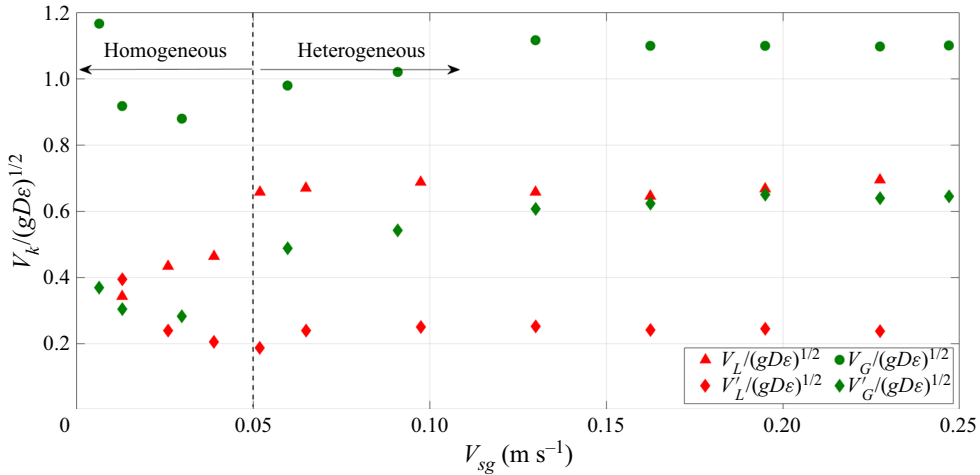 1.2
Homogeneous Heterogeneous
1.0
0.8
0.6
0.4
0.2
V_k/(gDε)^{1/2}
V_L/(gDε)^{1/2} V_G/(gDε)^{1/2}
V′_L/(gDε)^{1/2} V′_G/(gDε)^{1/2}
0 0.05 0.10 0.15 0.20 0.25
V_{sg} (m s^{–1})